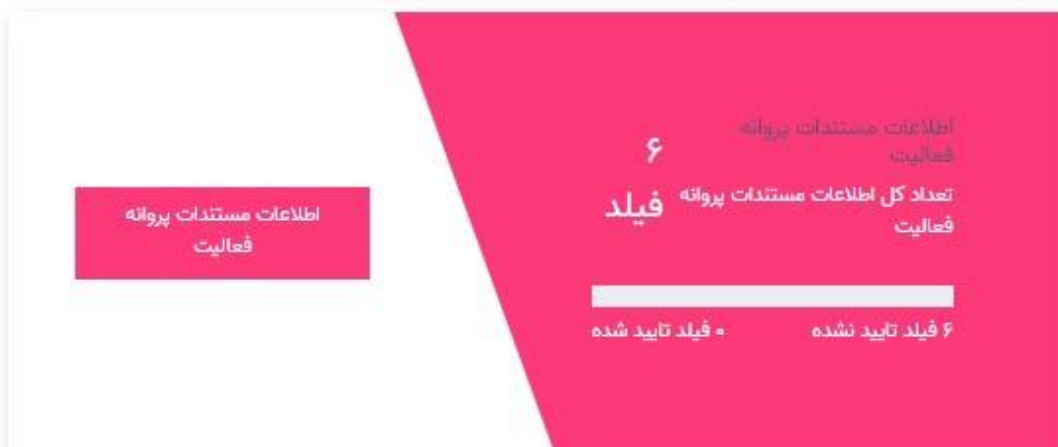 اطلاعات مستندات پروانه
فعالیت
۶
فیلد
تعداد کل اطلاعات مستندات پروانه
فعالیت
۶ فیلد تایید نشده
۰ فیلد تایید شده
اطلاعات مستندات پروانه
فعالیت